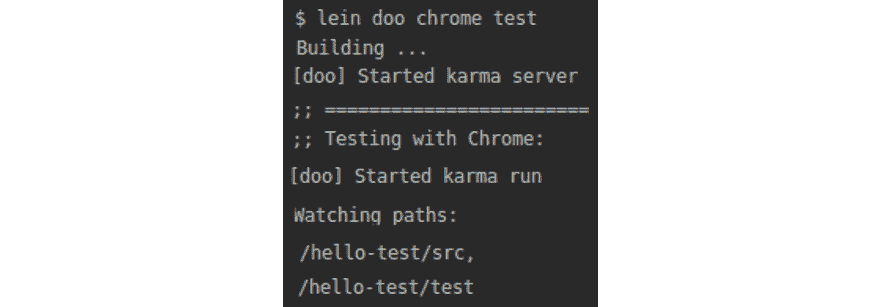 $ lein doo chrome test
Building ...
[doo] Started karma server
;; ========================
;; Testing with Chrome:
[doo] Started karma run
Watching paths:
/hello-test/src,
/hello-test/test